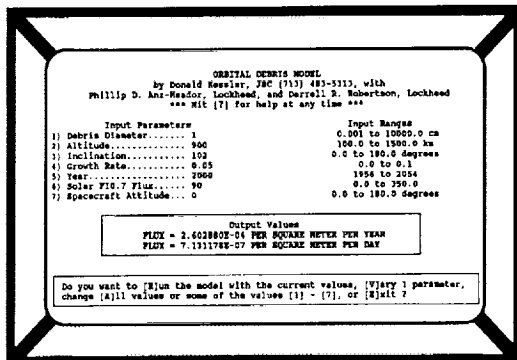 ORBITAL DEBRIS MODEL
by Donald Kessler, JSC [713] 483-5313, with
Phillip D. Anz-Meador, Lockheed, and Darrell R. Robertson, Lockheed
*** Hit [?] for help at any time ***
Input Parameters Input Ranges
1) Debris Diameter...... 1 0.001 to 10000.0 cm
2) Altitude............. 900 100.0 to 1500.0 km
3) Inclination.......... 102 0.0 to 180.0 degrees
4) Growth Rate.......... 0.05 0.0 to 0.1
5) Year................. 2000 1956 to 2054
6) Solar F10.7 Flux..... 90 0.0 to 350.0
7) Spacecraft Attitude.. 0 0.0 to 180.0 degrees
Output Values
FLUX = PER SQUARE METER PER YEAR
FLUX = 7.131178E-07 PER SQUARE METER PER DAY
Do you want to [R]un the model with the current values, [V]ary 1 parameter,
change [A]ll values or some of the values [1] - [7], or [E]xit ?